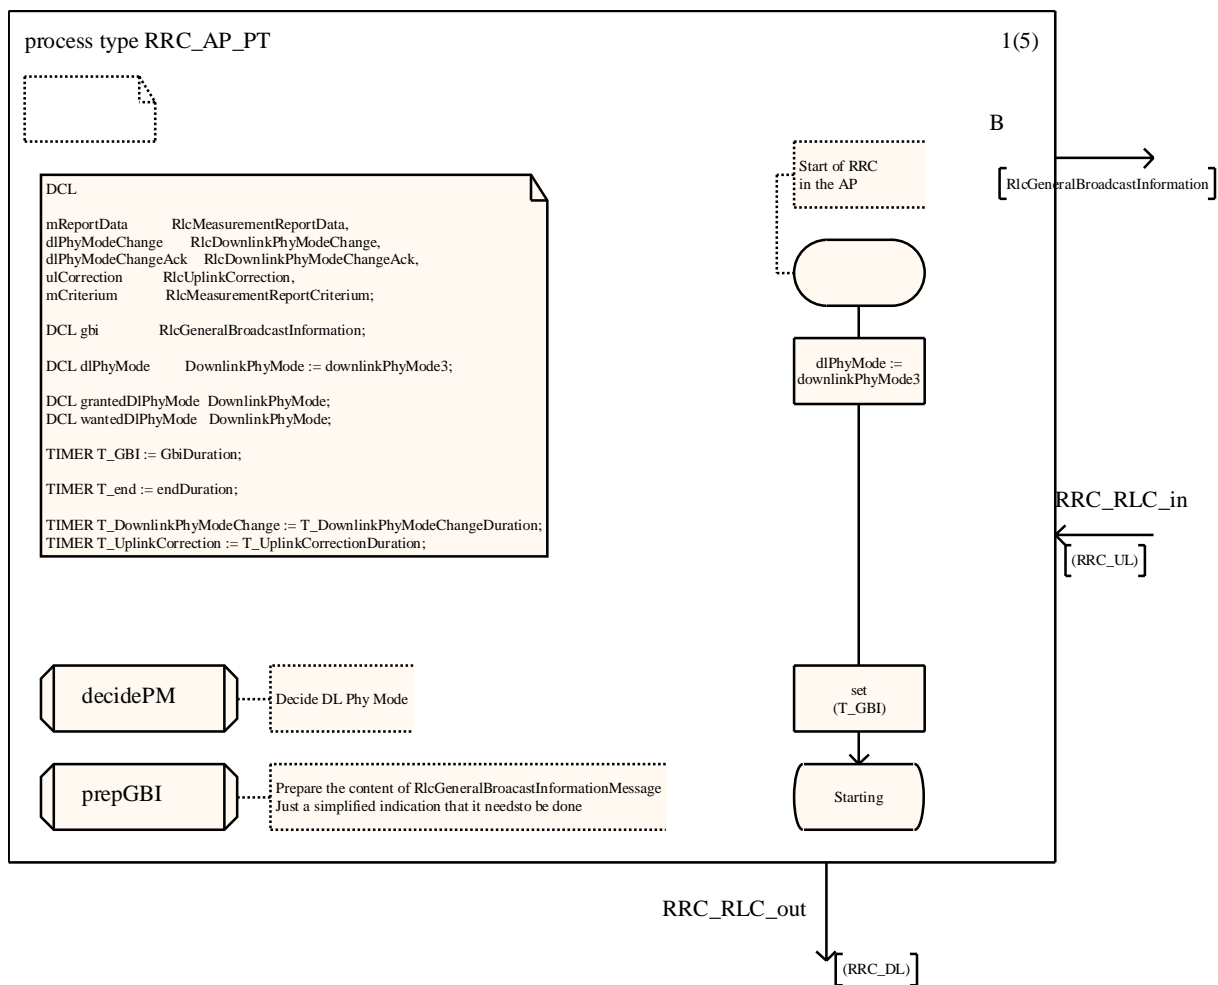 process type RRC_AP_PT
1(5)
B
Start of RRC
in the AP
[RlcGeneralBroadcastInformation]
DCL
mReportData RlcMeasurementReportData,
dlPhyModeChange RlcDownlinkPhyModeChange,
dlPhyModeChangeAck RlcDownlinkPhyModeChangeAck,
ulCorrection RlcUplinkCorrection,
mCriterium RlcMeasurementReportCriterium;
DCL gbi RlcGeneralBroadcastInformation;
DCL dlPhyMode DownlinkPhyMode := downlinkPhyMode3;
DCL grantedDlPhyMode DownlinkPhyMode;
DCL wantedDlPhyMode DownlinkPhyMode;
TIMER T_GBI := GbiDuration;
TIMER T_end := endDuration;
TIMER T_DownlinkPhyModeChange := T_DownlinkPhyModeChangeDuration;
TIMER T_UplinkCorrection := T_UplinkCorrectionDuration;
dlPhyMode :=
downlinkPhyMode3
RRC_RLC_in
[(RRC_UL)]
decidePM
Decide DL Phy Mode
set
(T_GBI)
prepGBI
Prepare the content of RlcGeneralBroacastInformationMessage
Just a simplified indication that it needsto be done
Starting
RRC_RLC_out
[(RRC_DL)]